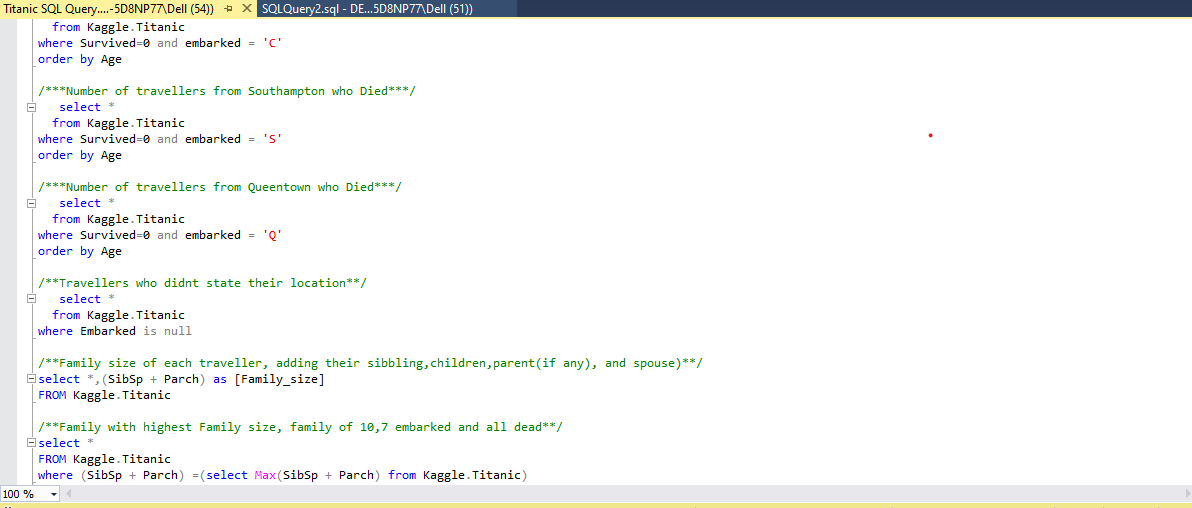 Titanic SQL Query....-5D8NP77\Dell (54)) SQLQuery2.sql - DE...5D8NP77\Dell (51))
from Kaggle.Titanic
where Survived=0 and embarked = 'C'
order by Age
/***Number of travellers from Southampton who Died***/
select *
from Kaggle.Titanic
where Survived=0 and embarked = 'S'
order by Age
/***Number of travellers from Queentown who Died***/
select *
from Kaggle.Titanic
where Survived=0 and embarked = 'Q'
order by Age
/**Travellers who didnt state their location**/
select *
from Kaggle.Titanic
where Embarked is null
/**Family size of each traveller, adding their sibbling,children,parent(if any), and spouse)**/
select *,(SibSp + Parch) as [Family_size]
FROM Kaggle.Titanic
/**Family with highest Family size, family of 10,7 embarked and all dead**/
select *
FROM Kaggle.Titanic
where (SibSp + Parch) =(select Max(SibSp + Parch) from Kaggle.Titanic)
100 %